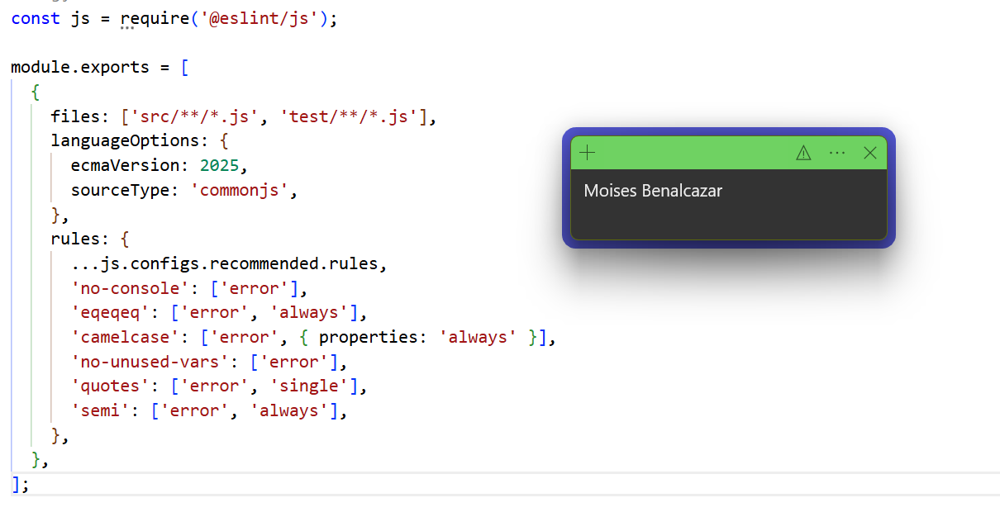 const js = require('@eslint/js');
module.exports = [
{
files: ['src/**/*.js', 'test/**/*.js'],
languageOptions: {
ecmaVersion: 2025,
sourceType: 'commonjs',
},
rules: {
...js.configs.recommended.rules,
'no-console': ['error'],
'eqeqeq': ['error', 'always'],
'camelcase': ['error', { properties: 'always' }],
'no-unused-vars': ['error'],
'quotes': ['error', 'single'],
'semi': ['error', 'always'],
},
},
];
Moises Benalcazar